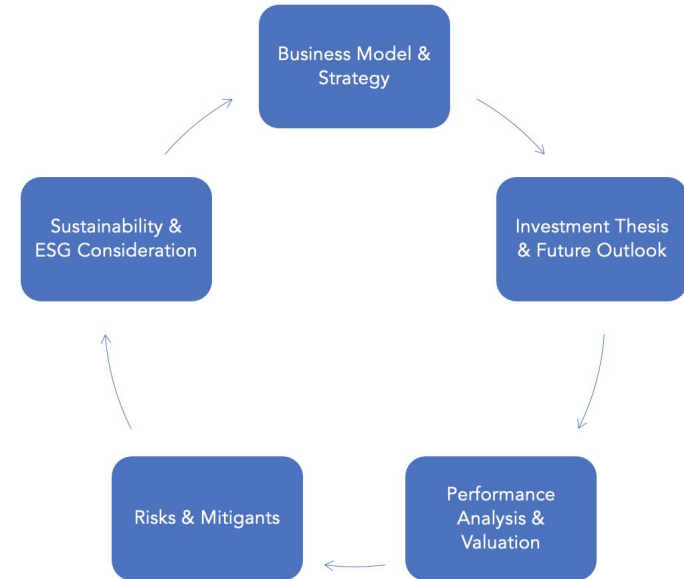 Business Model &
Strategy
Investment Thesis
& Future Outlook
Performance
Analysis &
Valuation
Risks & Mitigants
Sustainability &
ESG Consideration